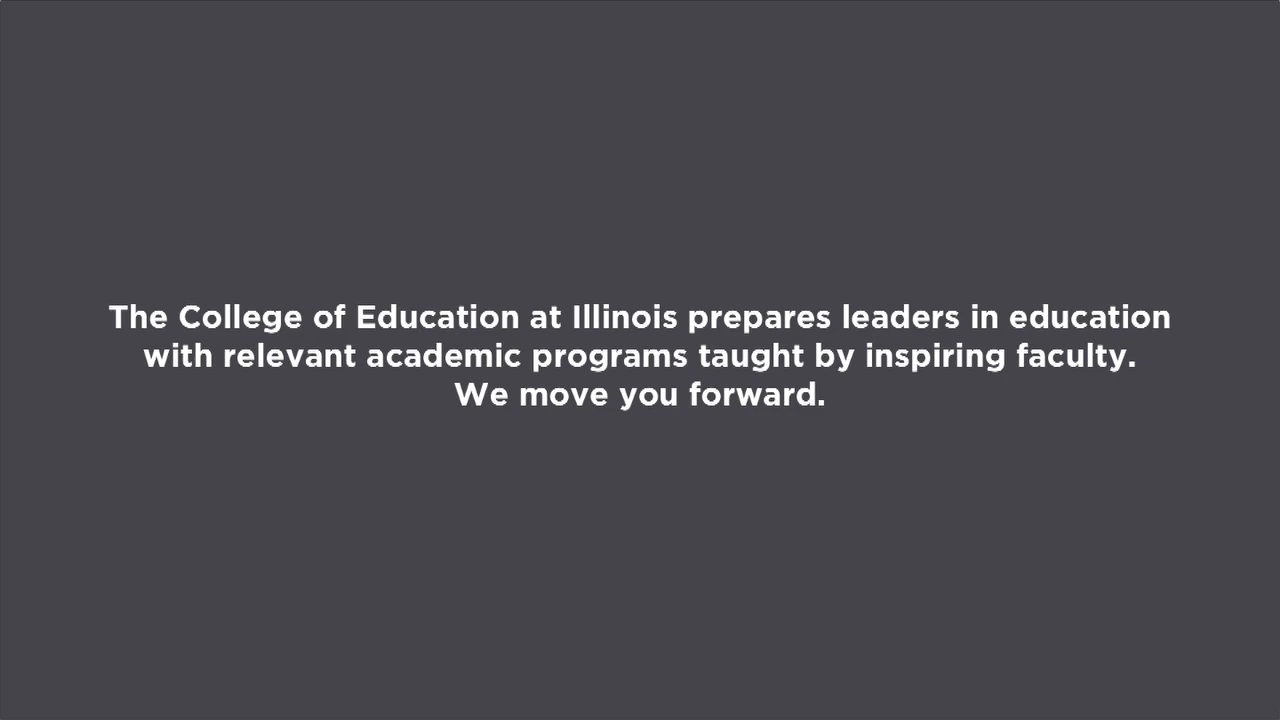 The College of Education at Illinois prepares leaders in education
with relevant academic programs taught by inspiring faculty.
We move you forward.